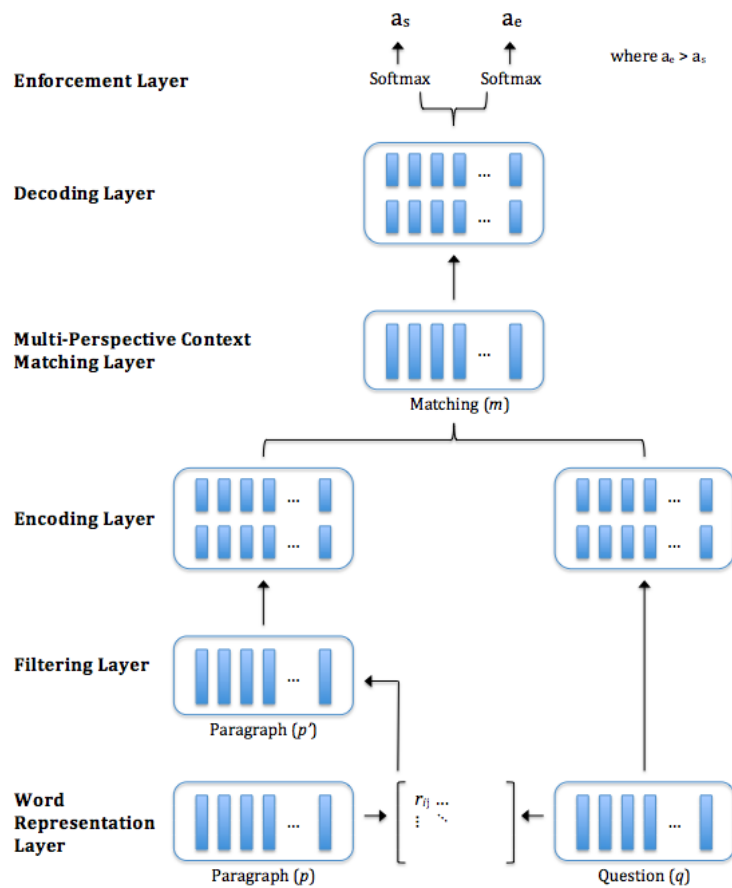 aₛ aₑ
where aₑ > aₛ
Enforcement Layer
Softmax Softmax
Decoding Layer
...
...
Multi-Perspective Context
Matching Layer
...
Matching (m)
Encoding Layer
... ...
... ...
Filtering Layer
...
Paragraph (p')
Word
Representation
Layer
... rᵢⱼ ... ...
⋮ ⋱
Paragraph (p) Question (q)